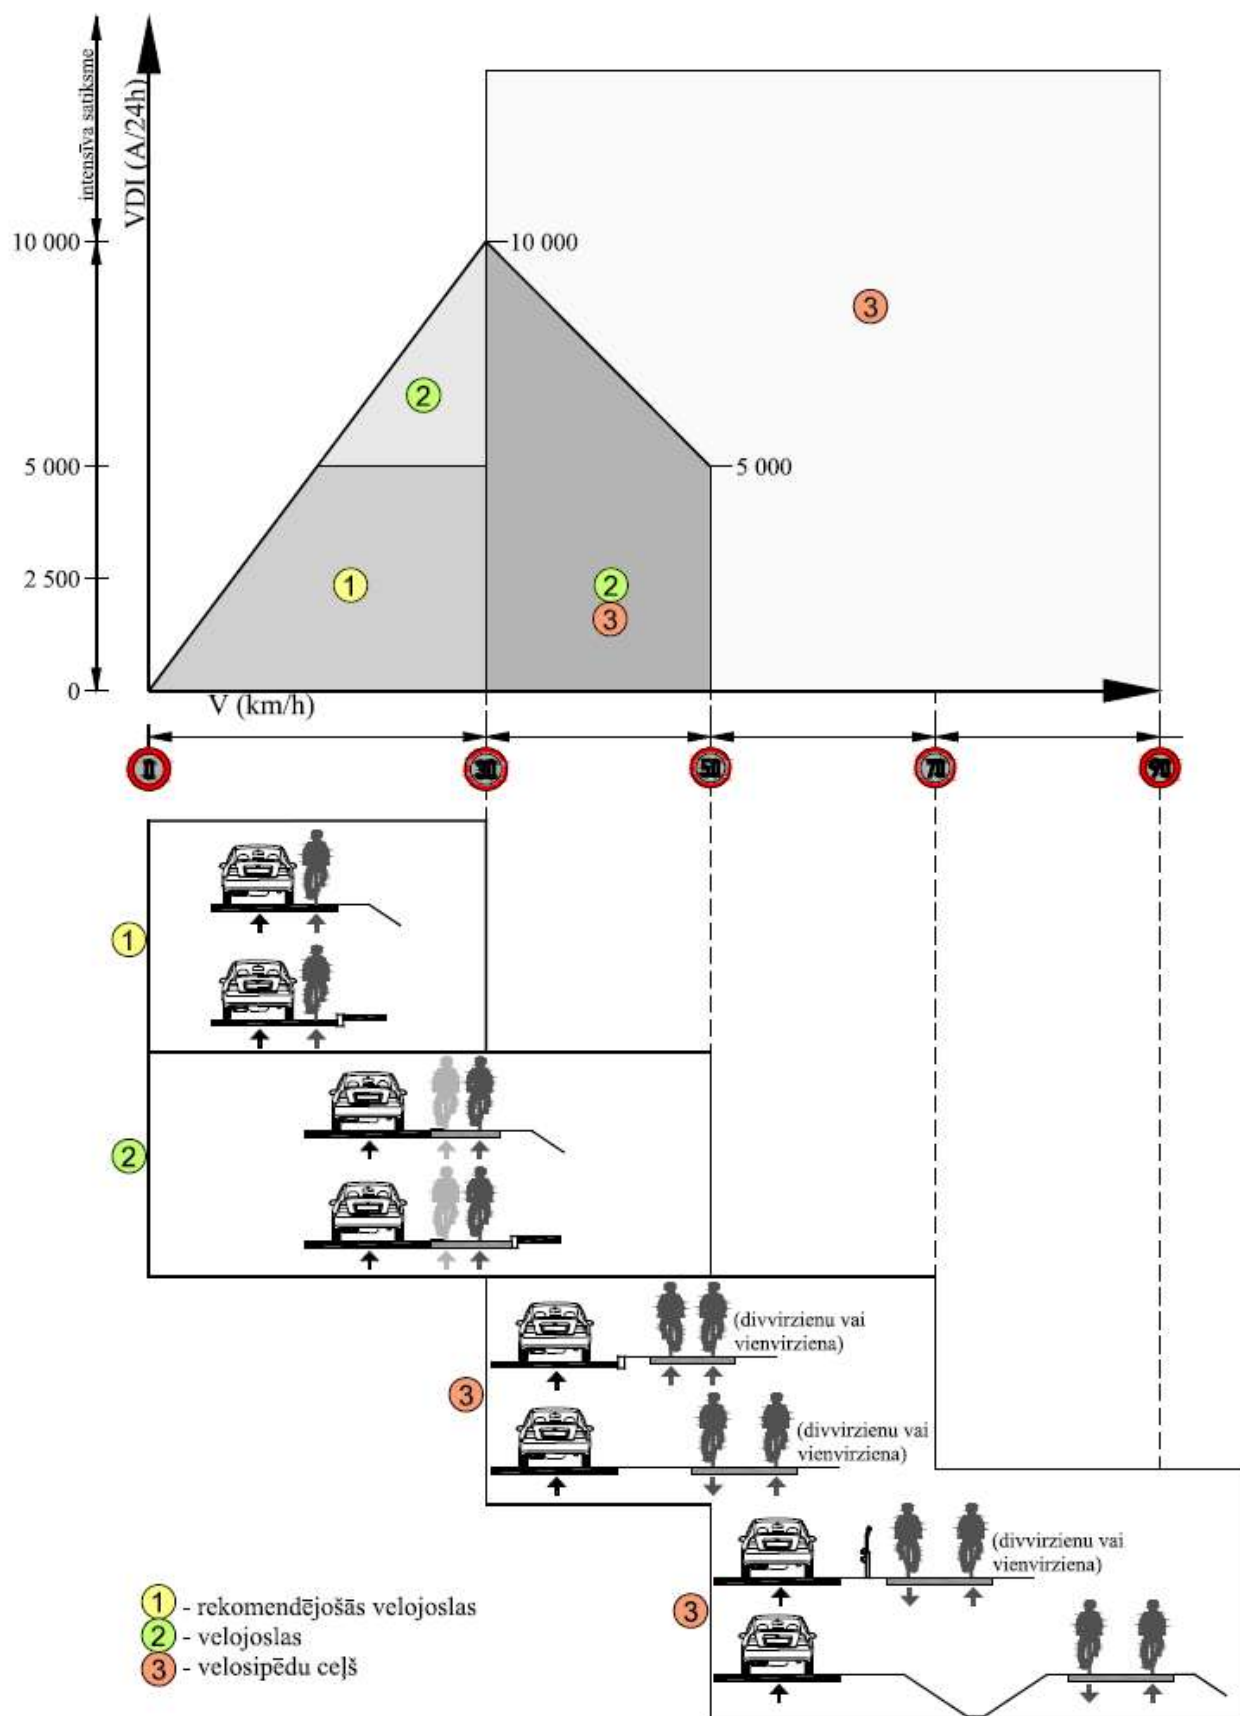 intensīva satiksme
VDI (A/24h)
10 000
10 000
3
2
5 000
5 000
2 500
1
2
3
0
V (km/h)
0
30
50
70
90
1
2
(divvirzienu vai
vienvirziena)
3
(divvirzienu vai
vienvirziena)
(divvirzienu vai
vienvirziena)
3
1 - rekomendējošās velojoslas
2 - velojoslas
3 - velosipēdu ceļš